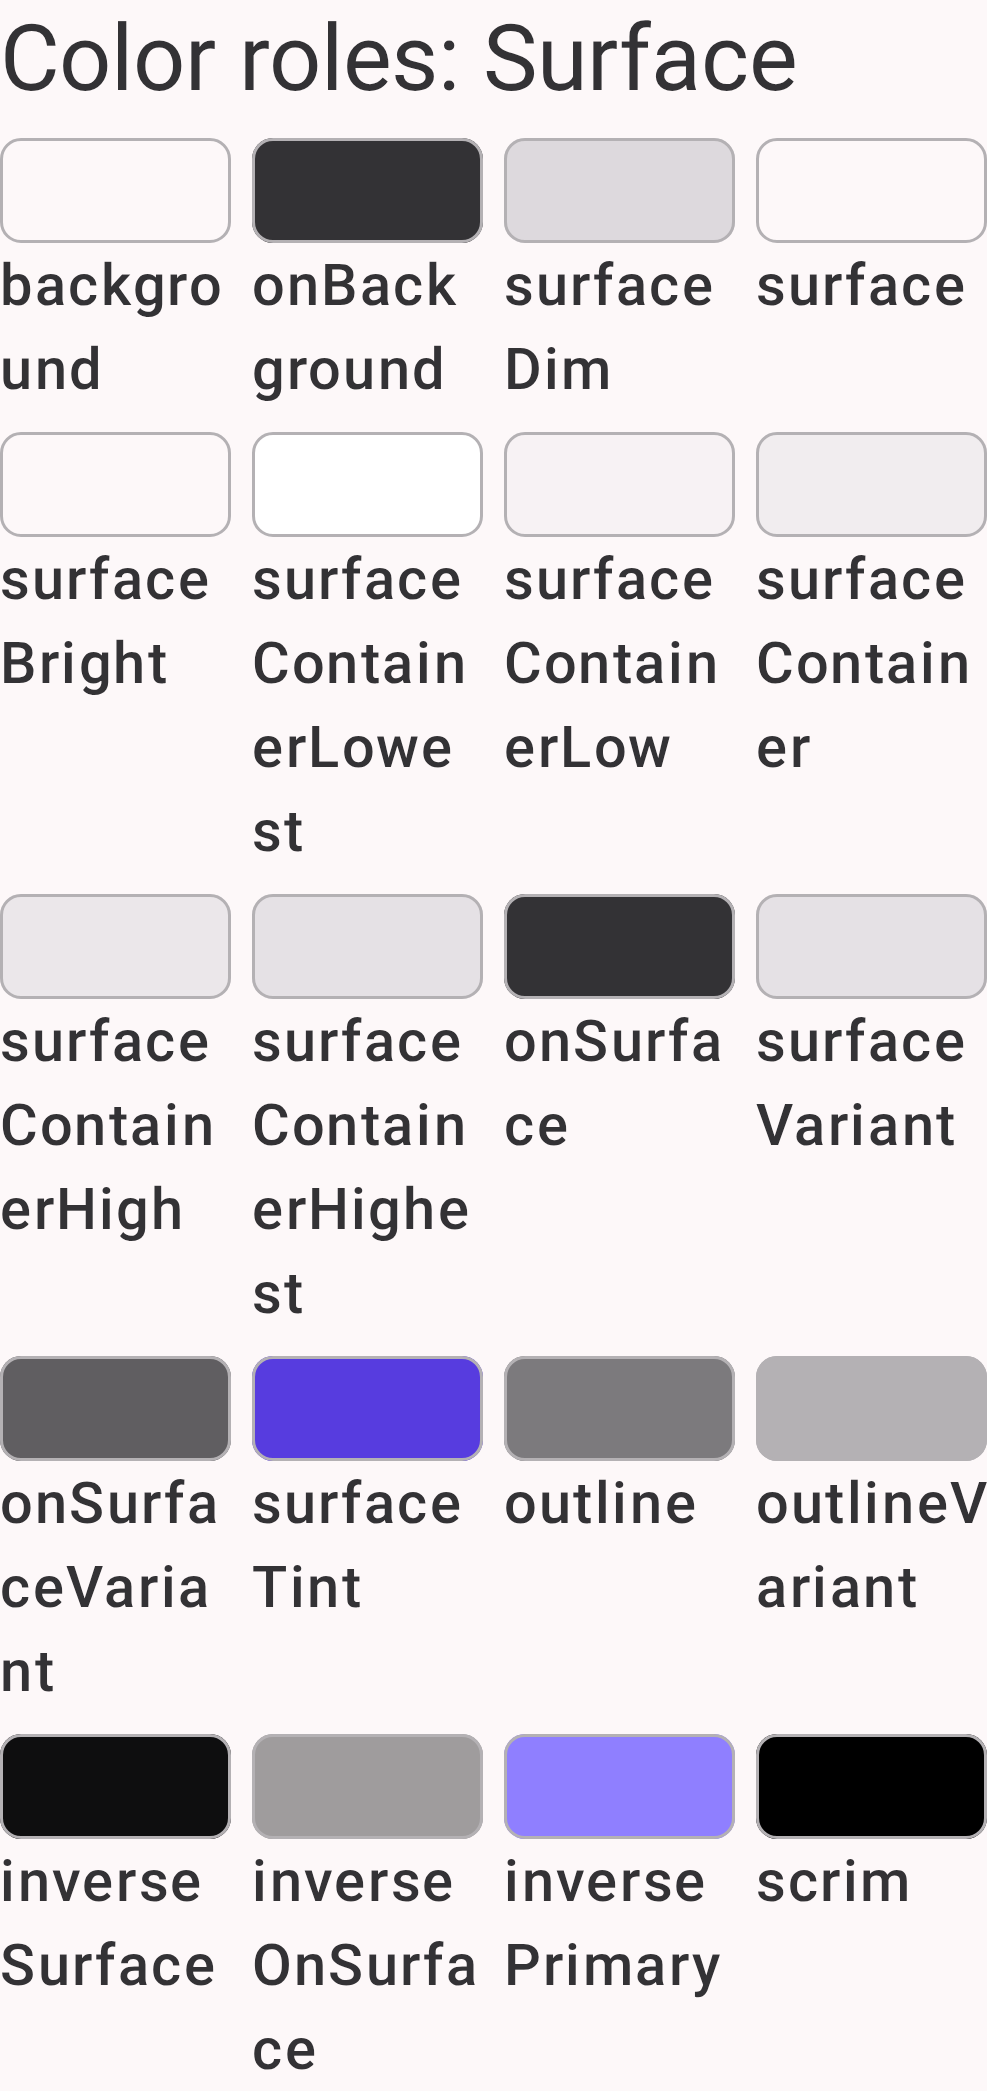 Color roles: Surface
backgro
und
onBack
ground
surface
Dim
surface
surface
Bright
surface
Contain
erLowe
st
surface
Contain
erLow
surface
Contain
er
surface
Contain
erHigh
surface
Contain
erHighe
st
onSurfa
ce
surface
Variant
onSurfa
ceVaria
nt
surface
Tint
outline
outlineV
ariant
inverse
Surface
inverse
OnSurfa
ce
inverse
Primary
scrim